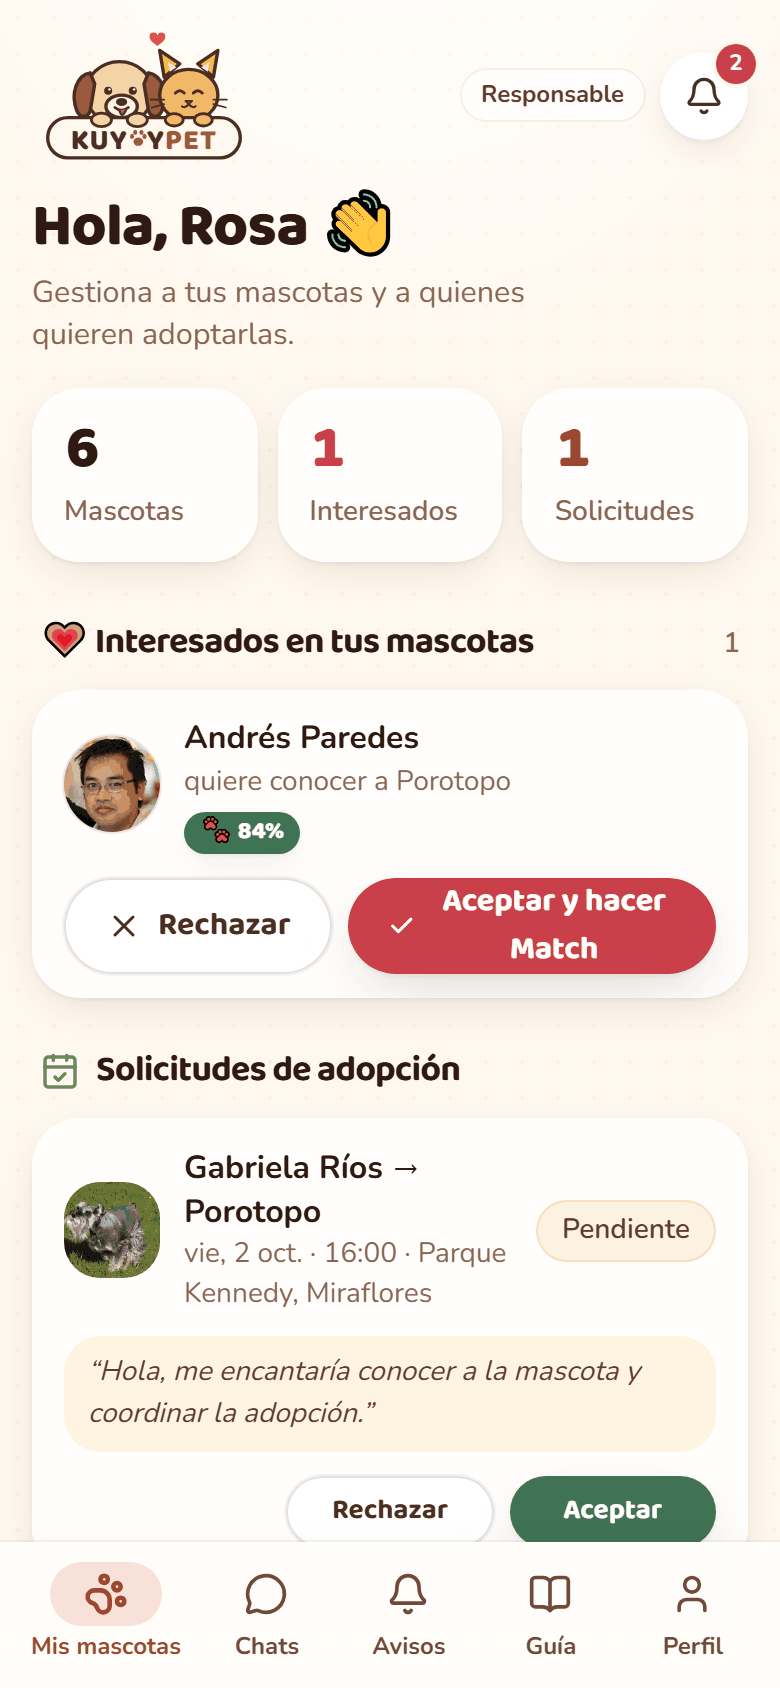 KUYYPET
Responsable
2
Hola, Rosa 👋
Gestiona a tus mascotas y a quienes
quieren adoptarlas.
6
Mascotas
1
Interesados
1
Solicitudes
Interesados en tus mascotas
1
Andrés Paredes
quiere conocer a Porotopo
84%
Rechazar
Aceptar y hacer
Match
Solicitudes de adopción
Gabriela Ríos →
Porotopo
vie, 2 oct. · 16:00 · Parque
Kennedy, Miraflores
Pendiente
“Hola, me encantaría conocer a la mascota y
coordinar la adopción.”
Rechazar
Aceptar
Mis mascotas
Chats
Avisos
Guía
Perfil